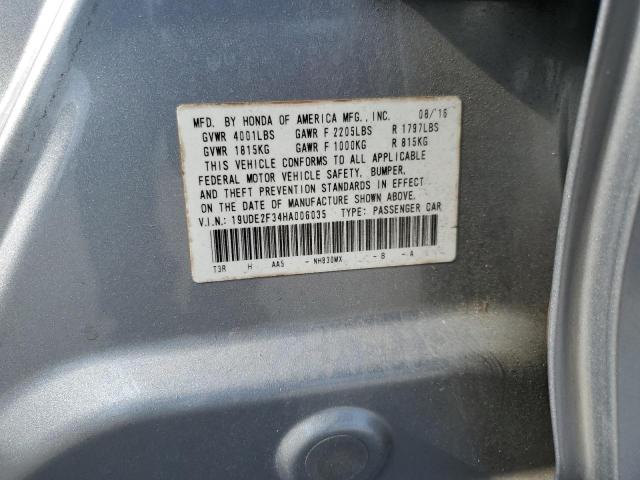 MFD. BY HONDA OF AMERICA MFG., INC. 08/'16
GVWR 4001LBS GAWR F 2205LBS R 1797LBS
GVWR 1815KG GAWR F 1000KG R 815KG
THIS VEHICLE CONFORMS TO ALL APPLICABLE
FEDERAL MOTOR VEHICLE SAFETY, BUMPER,
AND THEFT PREVENTION STANDARDS IN EFFECT
ON THE DATE OF MANUFACTURE SHOWN ABOVE.
V.I.N.: 19UDE2F34HA006035 TYPE: PASSENGER CAR
T3R H AA5 - NH830MX - B - A